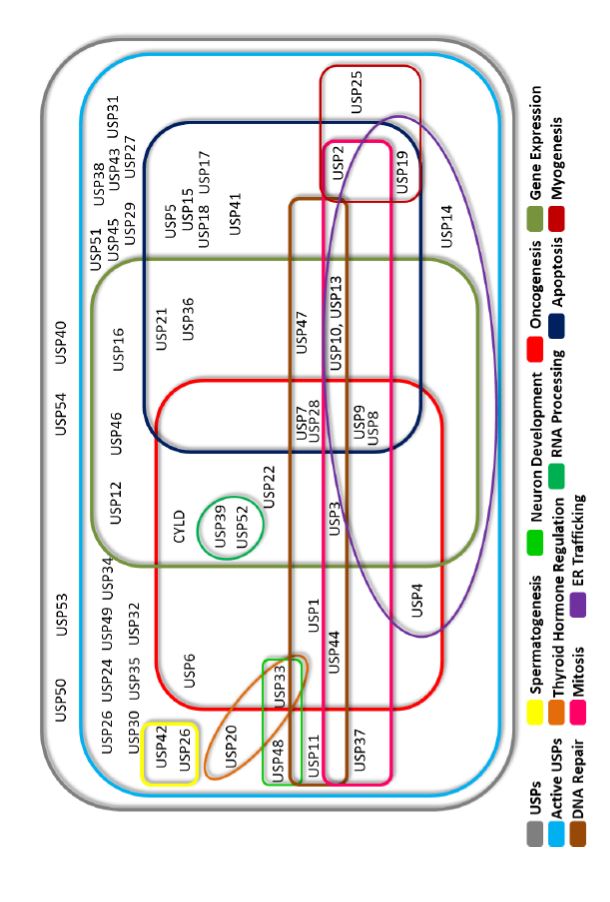 USP50 USP53 USP54 USP40
USP51 USP38
USP26 USP24 USP49 USP34 USP45 USP43 USP31
USP12 USP46 USP16
USP30 USP35 USP32 USP29 USP27
USP42 USP21 USP5
CYLD
USP26 USP6 USP36 USP15
USP18 USP17
USP39
USP20 USP41
USP52
USP22
USP48 USP33
USP7 USP47
USP11 USP1 USP28
USP44 USP3 USP10, USP13 USP2
USP37 USP9 USP25
USP8
USP19
USP4
USP14
USPs Spermatogenesis Neuron Development Oncogenesis Gene Expression
Active USPs Thyroid Hormone Regulation RNA Processing Apoptosis Myogenesis
DNA Repair Mitosis ER Trafficking